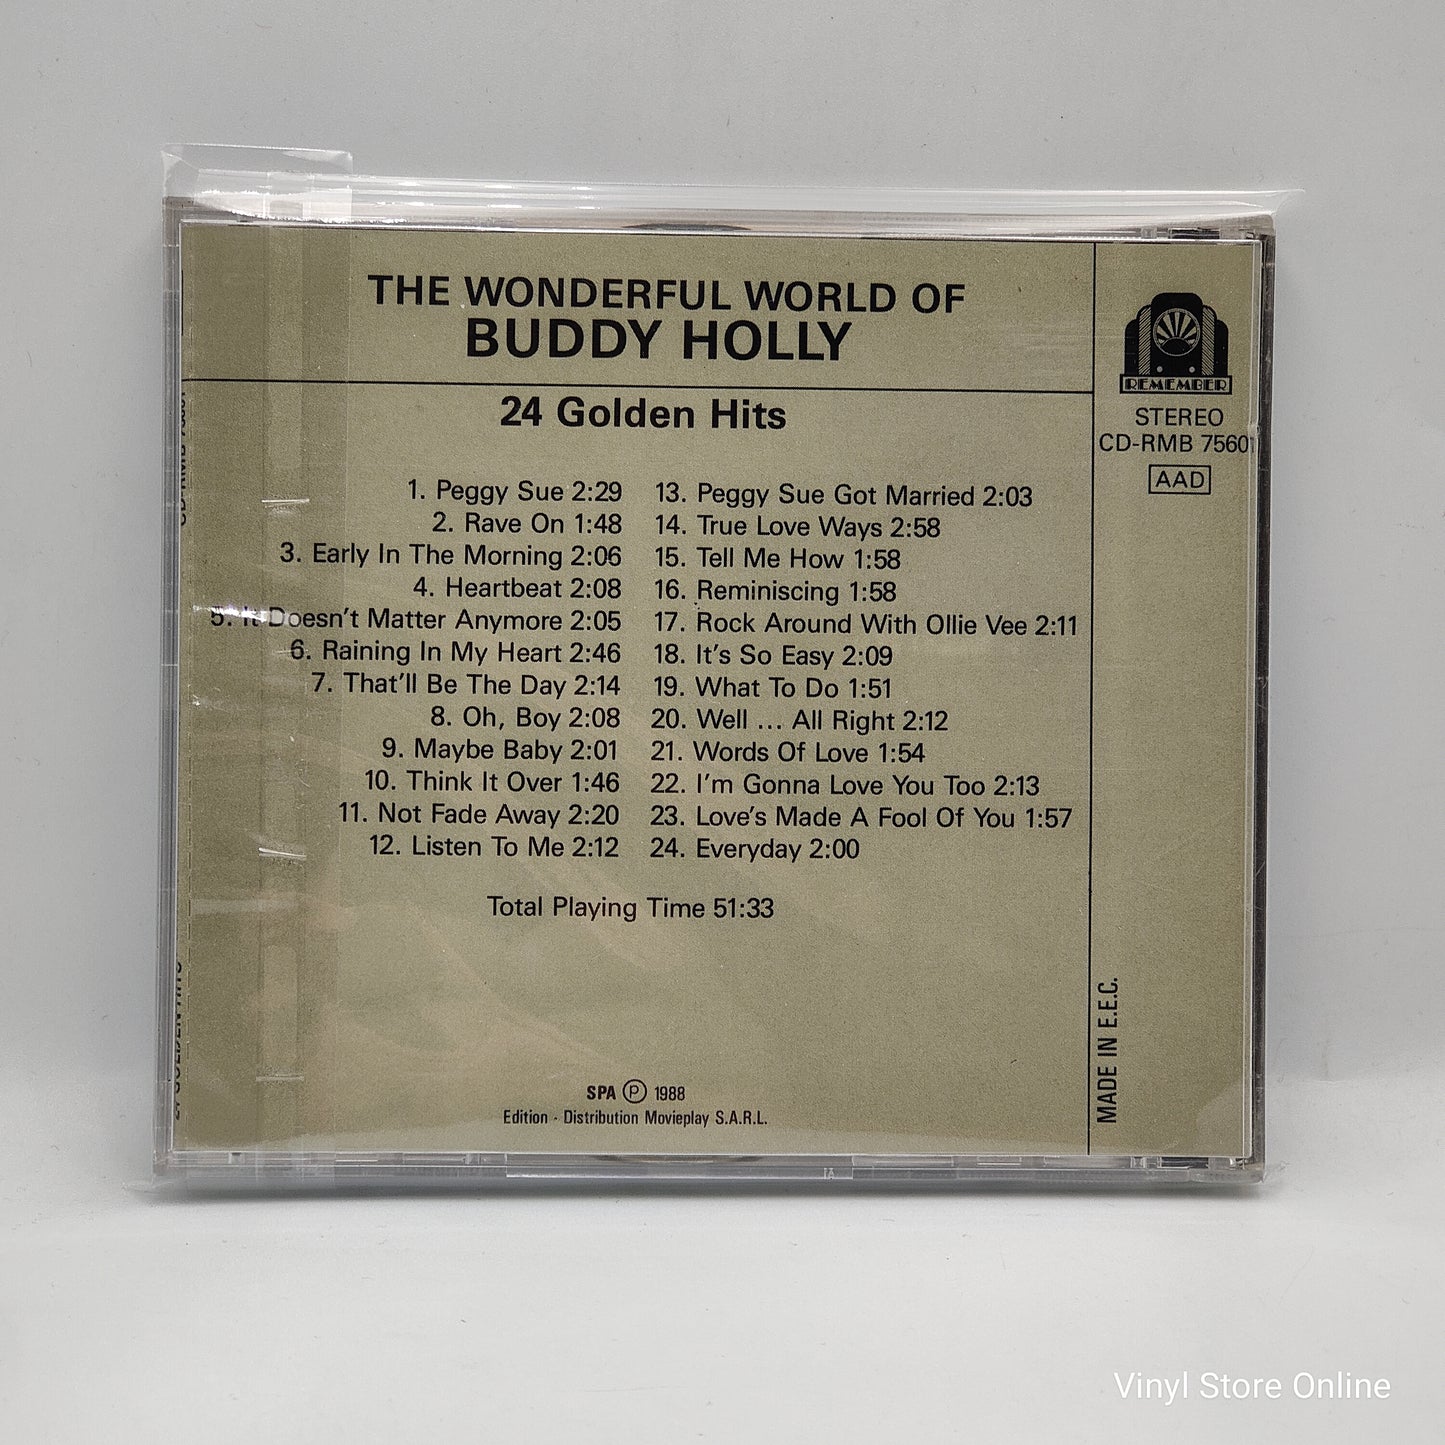 THE WONDERFUL WORLD OF
BUDDY HOLLY
24 Golden Hits
1. Peggy Sue 2:29
2. Rave On 1:48
3. Early In The Morning 2:06
4. Heartbeat 2:08
5. It Doesn't Matter Anymore 2:05
6. Raining In My Heart 2:46
7. That'll Be The Day 2:14
8. Oh, Boy 2:08
9. Maybe Baby 2:01
10. Think It Over 1:46
11. Not Fade Away 2:20
12. Listen To Me 2:12
13. Peggy Sue Got Married 2:03
14. True Love Ways 2:58
15. Tell Me How 1:58
16. Reminiscing 1:58
17. Rock Around With Ollie Vee 2:11
18. It's So Easy 2:09
19. What To Do 1:51
20. Well ... All Right 2:12
21. Words Of Love 1:54
22. I'm Gonna Love You Too 2:13
23. Love's Made A Fool Of You 1:57
24. Everyday 2:00
Total Playing Time 51:33
SPA ℗ 1988
Edition - Distribution Movieplay S.A.R.L.
REMEMBER
STEREO
CD-RMB 75601
AAD
MADE IN E.E.C.
CD-RMB 75601
24 GOLDEN HITS
Vinyl Store Online